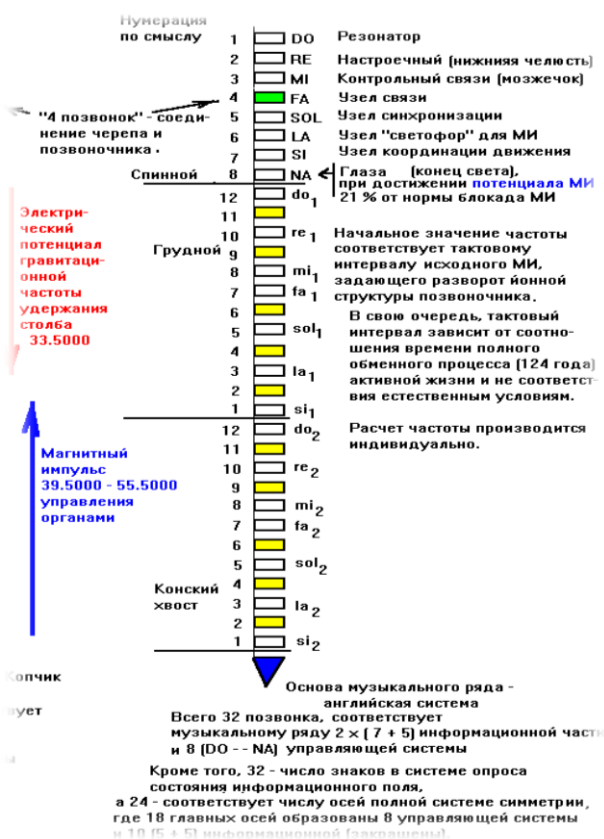 Нумерация
по смыслу
1 DO Резонатор
2 RE Настроечный (нижнияя челюсть)
3 MI Контрольный связи (мозжечок)
4 FA Узел связи
5 SOL Узел синхронизации
6 LA Узел "светофор" для МИ
7 SI Узел координации движения
8 NA Глаза (конец света),
при достижении потенциала МИ
21 % от нормы блокада МИ
"4 позвонок" - соеди-
нение черепа и
позвоночника .
Спинной
12 do1
11
10 re1
Грудной 9
8 mi1
7 fa1
6
5 sol1
4
3 la1
2
1 si1
Электри-
ческий
потенциал
гравитаци-
онной
частоты
удержания
столба
33.5000
Начальное значение частоты
соответствует тактовому
интервалу исходного МИ,
задающего разворот йонной
структуры позвоночника.
В свою очередь, тактовый
интервал зависит от соотно-
шения времени полного
обменного процесса (124 года)
активной жизни и не соответст-
вия естественным условиям.
Расчет частоты производится
индивидуально.
12 do2
11
10 re2
9
8 mi2
7 fa2
6
5 sol2
4
3 la2
2
1 si2
Магнитный
импульс
39.5000 - 55.5000
управления
органами
Конский
хвост
Копчик
Основа музыкального ряда -
английская система
Всего 32 позвонка, соответствует
музыкальному ряду 2 x ( 7 + 5) информационной части
и 8 (DO - - NA) управляющей системы
Кроме того, 32 - число знаков в системе опроса
состояния информационного поля,
а 24 - соответствует числу осей полной системе симметрии,
где 18 главных осей образованы 8 управляющей системы
и 10 (5 + 5) информационной (закрашены).